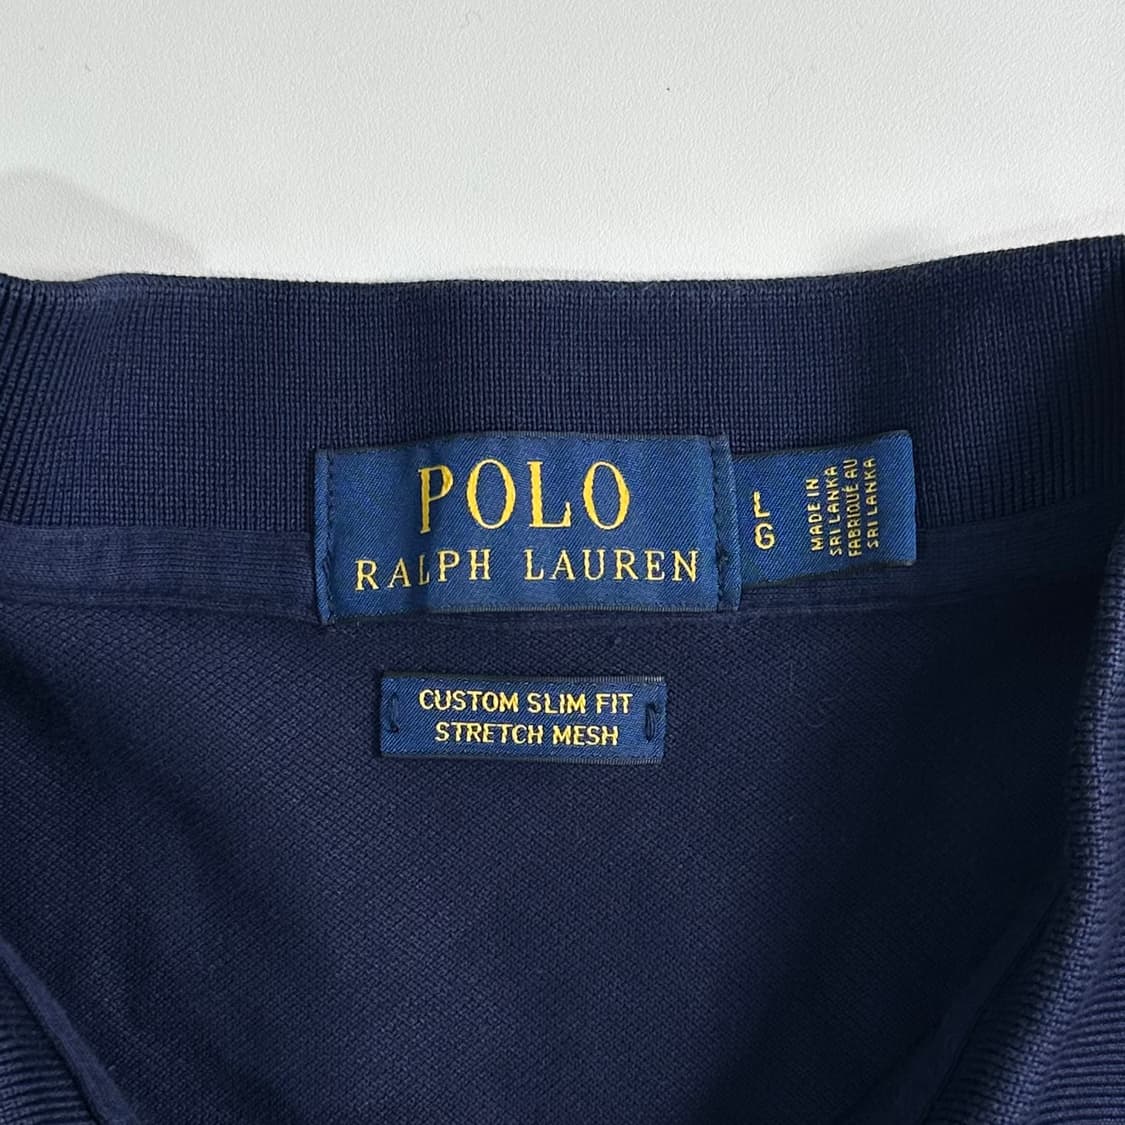 POLO
RALPH LAUREN
L
G
MADE IN
SRI LANKA
FABRIQUÉ AU
SRI LANKA
CUSTOM SLIM FIT
STRETCH MESH